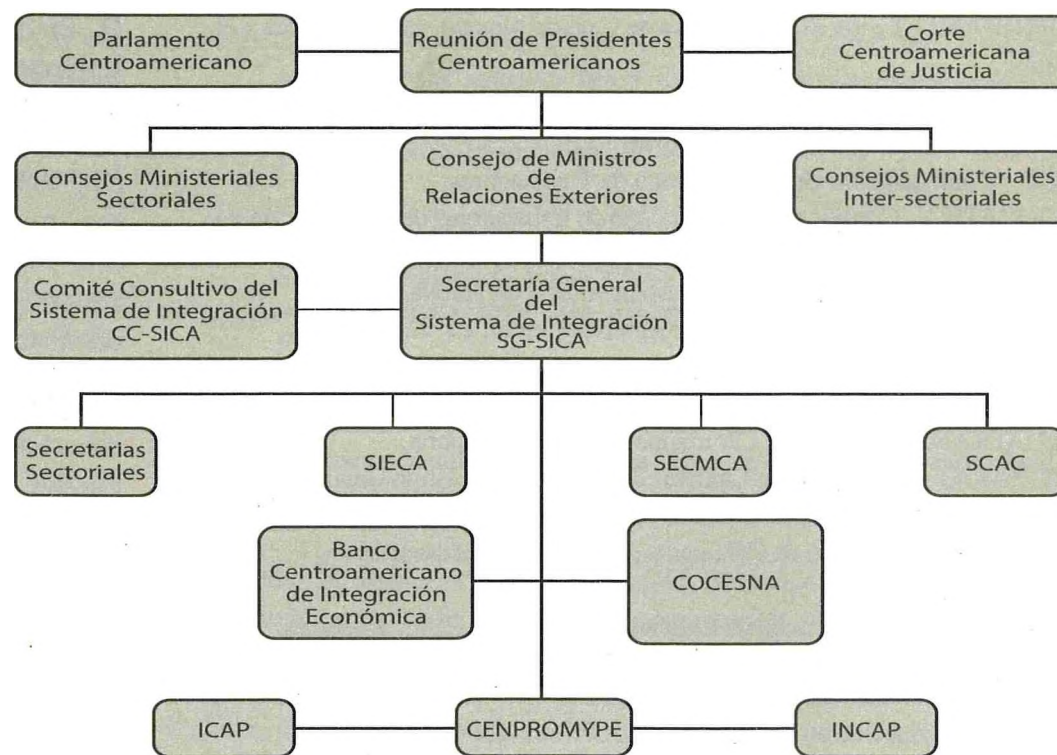 Parlamento
Centroamericano
Reunión de Presidentes
Centroamericanos
Corte
Centroamericana
de Justicia
Consejos Ministeriales
Sectoriales
Consejo de Ministros
de
Relaciones Exteriores
Consejos Ministeriales
Inter-sectoriales
Comité Consultivo del
Sistema de Integración
CC-SICA
Secretaría General
del
Sistema de Integración
SG-SICA
Secretarias
Sectoriales
SIECA
SECMCA
SCAC
Banco
Centroamericano
de Integración
Económica
COCESNA
ICAP
CENPROMYPE
INCAP